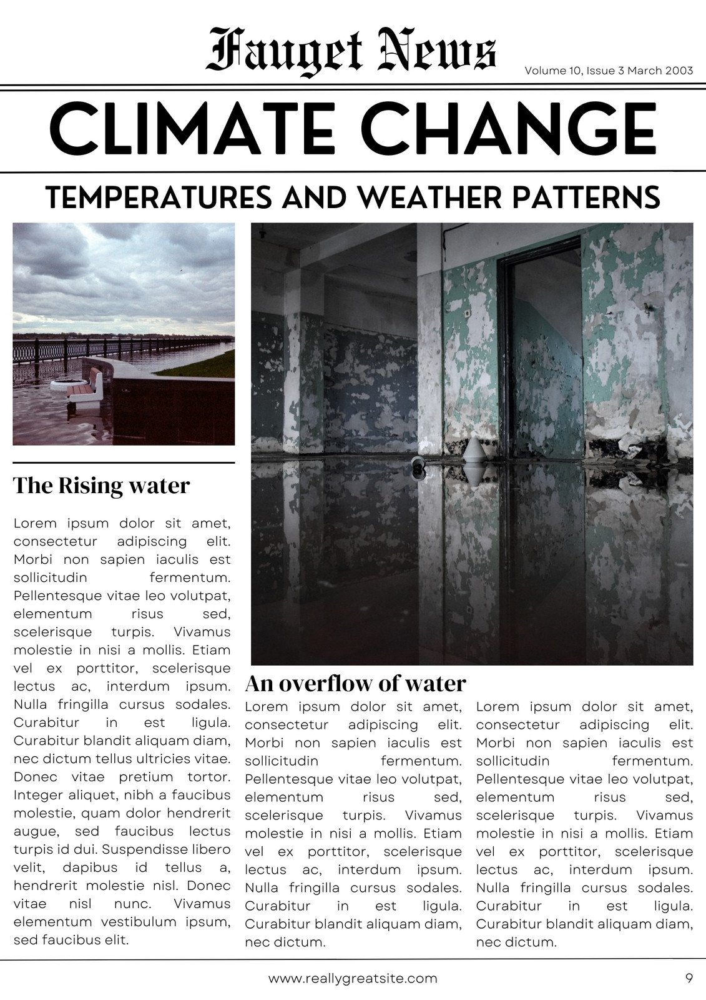 Fauget News
Volume 10, Issue 3 March 2003
CLIMATE CHANGE
TEMPERATURES AND WEATHER PATTERNS
The Rising water
Lorem ipsum dolor sit amet,
consectetur adipiscing elit.
Morbi non sapien iaculis est
sollicitudin fermentum.
Pellentesque vitae leo volutpat,
elementum risus sed,
scelerisque turpis. Vivamus
molestie in nisi a mollis. Etiam
vel ex porttitor, scelerisque
lectus ac, interdum ipsum.
Nulla fringilla cursus sodales.
Curabitur in est ligula.
Curabitur blandit aliquam diam,
nec dictum tellus ultricies vitae.
Donec vitae pretium tortor.
Integer aliquet, nibh a faucibus
molestie, quam dolor hendrerit
augue, sed faucibus lectus
turpis id dui. Suspendisse libero
velit, dapibus id tellus a,
hendrerit molestie nisl. Donec
vitae nisl nunc. Vivamus
elementum vestibulum ipsum,
sed faucibus elit.
An overflow of water
Lorem ipsum dolor sit amet,
consectetur adipiscing elit.
Morbi non sapien iaculis est
sollicitudin fermentum.
Pellentesque vitae leo volutpat,
elementum risus sed,
scelerisque turpis. Vivamus
molestie in nisi a mollis. Etiam
vel ex porttitor, scelerisque
lectus ac, interdum ipsum.
Nulla fringilla cursus sodales.
Curabitur in est ligula.
Curabitur blandit aliquam diam,
nec dictum.
Lorem ipsum dolor sit amet,
consectetur adipiscing elit.
Morbi non sapien iaculis est
sollicitudin fermentum.
Pellentesque vitae leo volutpat,
elementum risus sed,
scelerisque turpis. Vivamus
molestie in nisi a mollis. Etiam
vel ex porttitor, scelerisque
lectus ac, interdum ipsum.
Nulla fringilla cursus sodales.
Curabitur in est ligula.
Curabitur blandit aliquam diam,
nec dictum.
www.reallygreatsite.com
9